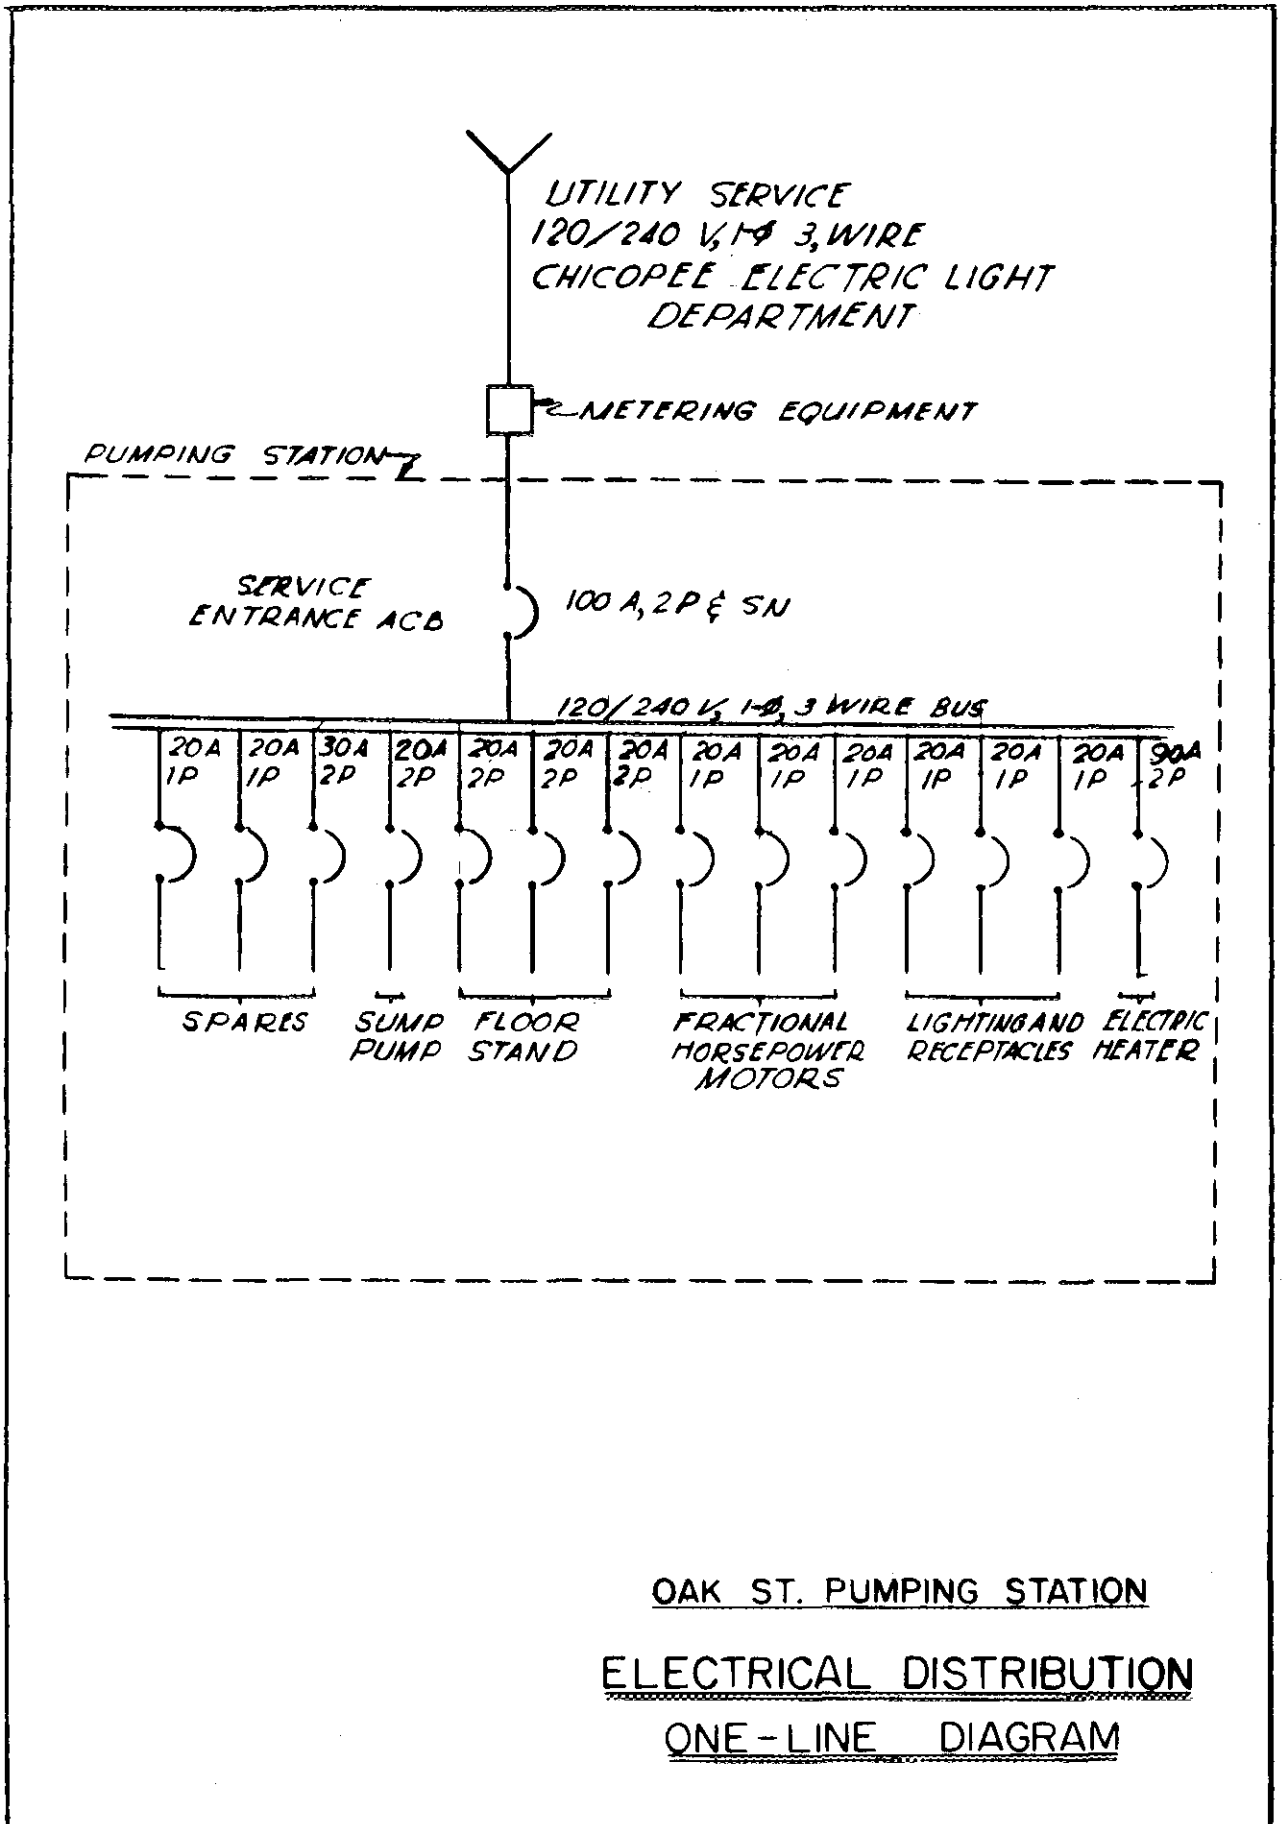 UTILITY SERVICE
120/240 V, 1-Ø 3, WIRE
CHICOPEE ELECTRIC LIGHT
DEPARTMENT
METERING EQUIPMENT
PUMPING STATION
SERVICE
ENTRANCE ACB
100 A, 2P & SN
120/240 V, 1-Ø, 3 WIRE BUS
20A 20A 30A 20A 20A 20A 20A 20A 20A 20A 20A 20A 20A
1P 1P 2P 2P 2P 2P 2P 1P 1P 1P 1P 1P 1P 2P
SPARES SUMP FLOOR FRACTIONAL LIGHTING AND ELECTRIC
PUMP STAND HORSEPOWER RECEPTACLES HEATER
MOTORS
OAK ST. PUMPING STATION
ELECTRICAL DISTRIBUTION
ONE-LINE DIAGRAM